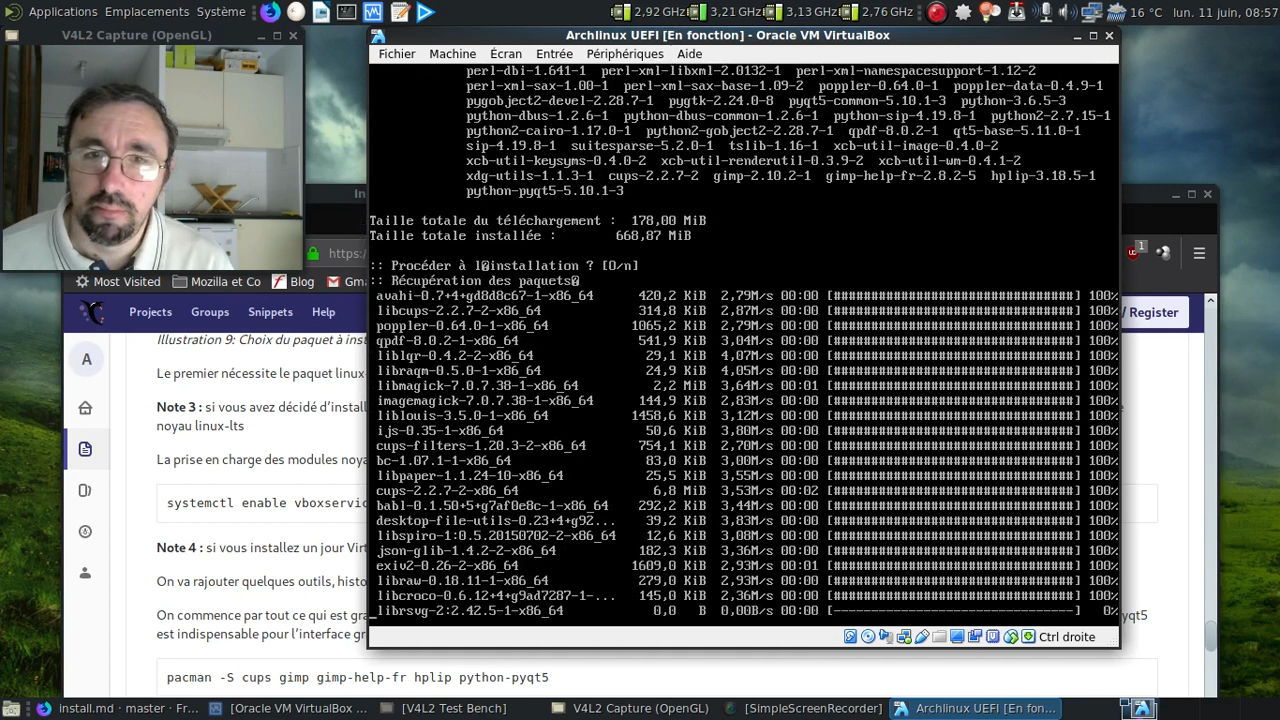 Applications Emplacements Système
2,92 GHz 3,21 GHz 3,13 GHz 2,76 GHz
16 °C lun. 11 juin, 08:57
V4L2 Capture (OpenGL)
Archlinux UEFI [En fonction] - Oracle VM VirtualBox
Fichier Machine Écran Entrée Périphériques Aide
perl-dbi-1.641-1 perl-xml-libxml-2.0132-1 perl-xml-namespacesupport-1.12-2
perl-xml-sax-1.00-1 perl-xml-sax-base-1.09-2 poppler-0.64.0-1 poppler-data-0.4.9-1
pygobject2-devel-2.28.7-1 pygtk-2.24.0-8 pyqt5-common-5.10.1-3 python-3.6.5-3
python-dbus-1.2.6-1 python-dbus-common-1.2.6-1 python-sip-4.19.8-1 python2-2.7.15-1
python2-cairo-1.17.0-1 python2-gobject2-2.28.7-1 qpdf-8.0.2-1 qt5-base-5.11.0-1
sip-4.19.8-1 suitesparse-5.2.0-1 tslib-1.16-1 xcb-util-image-0.4.0-2
xcb-util-keysyms-0.4.0-2 xcb-util-renderutil-0.3.9-2 xcb-util-wm-0.4.1-2
xdg-utils-1.1.3-1 cups-2.2.7-2 gimp-2.10.2-1 gimp-help-fr-2.8.2-5 hplip-3.18.5-1
python-pyqt5-5.10.1-3
Taille totale du téléchargement : 178,00 MiB
Taille totale installée : 668,87 MiB
:: Procéder à l�installation ? [O/n]
:: Récupération des paquets�
avahi-0.7+4+gd8d8c67-1-x86_64 420,2 KiB 2,79M/s 00:00 [################################] 100%
libcups-2.2.7-2-x86_64 314,8 KiB 2,87M/s 00:00 [################################] 100%
poppler-0.64.0-1-x86_64 1065,2 KiB 2,79M/s 00:00 [################################] 100%
qpdf-8.0.2-1-x86_64 541,9 KiB 3,04M/s 00:00 [################################] 100%
liblqr-0.4.2-2-x86_64 29,1 KiB 4,07M/s 00:00 [################################] 100%
libraqm-0.5.0-1-x86_64 24,9 KiB 4,05M/s 00:00 [################################] 100%
libmagick-7.0.7.38-1-x86_64 2,2 MiB 3,64M/s 00:01 [################################] 100%
imagemagick-7.0.7.38-1-x86_64 144,9 KiB 2,83M/s 00:00 [################################] 100%
liblouis-3.5.0-1-x86_64 1458,6 KiB 3,12M/s 00:00 [################################] 100%
ijs-0.35-1-x86_64 50,6 KiB 3,80M/s 00:00 [################################] 100%
cups-filters-1.20.3-2-x86_64 754,1 KiB 2,70M/s 00:00 [################################] 100%
bc-1.07.1-1-x86_64 83,0 KiB 3,00M/s 00:00 [################################] 100%
libpaper-1.1.24-10-x86_64 25,5 KiB 3,55M/s 00:00 [################################] 100%
cups-2.2.7-2-x86_64 6,8 MiB 3,53M/s 00:02 [################################] 100%
babl-0.1.50+5+g7af0e8c-1-x86_64 292,2 KiB 3,44M/s 00:00 [################################] 100%
desktop-file-utils-0.23+4+g92... 39,2 KiB 3,83M/s 00:00 [################################] 100%
libspiro-1:0.5.20150702-2-x86_64 12,6 KiB 3,08M/s 00:00 [################################] 100%
json-glib-1.4.2-2-x86_64 182,3 KiB 3,36M/s 00:00 [################################] 100%
exiv2-0.26-2-x86_64 1609,0 KiB 2,93M/s 00:01 [################################] 100%
libraw-0.18.11-1-x86_64 279,0 KiB 2,93M/s 00:00 [################################] 100%
libcroco-0.6.12+4+g9ad7287-1-... 145,0 KiB 2,36M/s 00:00 [################################] 100%
librsvg-2:2.42.5-1-x86_64 0,0 B 0,00B/s 00:00 [--------------------------------] 0%
Ctrl droite
https:
1
Most Visited Mozilla et Co Blog Gma
Projects Groups Snippets Help
/ Register
A
Illustration 9: Choix du paquet à inst
Le premier nécessite le paquet linux-
Note 3 : si vous avez décidé d'install
noyau linux-lts
La prise en charge des modules noya
systemctl enable vboxservic
Note 4 : si vous installez un jour Virt
On va rajouter quelques outils, histo
On commence par tout ce qui est gra
pyqt5
est indispensable pour l'interface gr
pacman -S cups gimp gimp-help-fr hplip python-pyqt5
install.md · master · Fr...
[Oracle VM VirtualBox ...
[V4L2 Test Bench]
V4L2 Capture (OpenGL)
[SimpleScreenRecorder]
Archlinux UEFI [En fon...